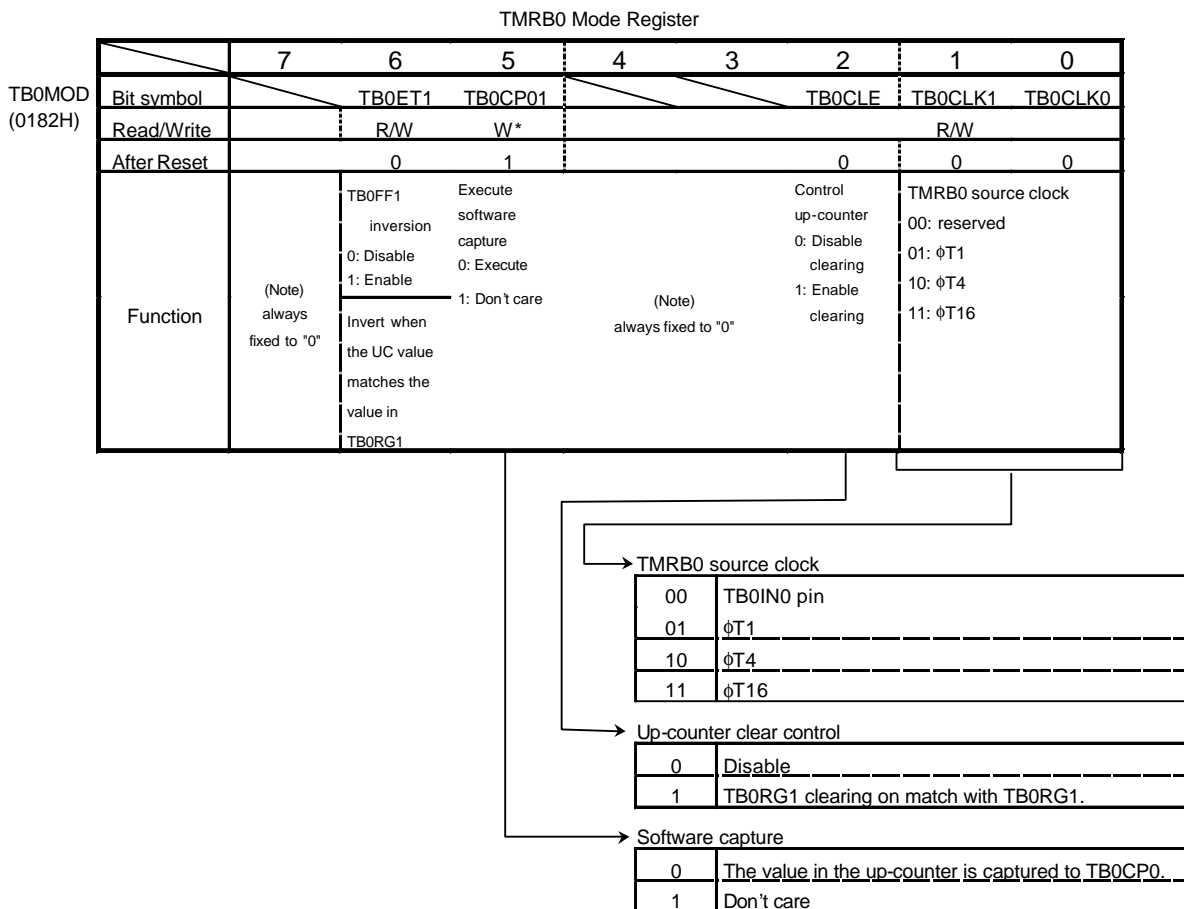 TMRB0 Mode Register
7 6 5 4 3 2 1 0
TB0MOD
(0182H)
Bit symbol TB0ET1 TB0CP01 TB0CLE TB0CLK1 TB0CLK0
Read/Write R/W W* R/W
After Reset 0 1 0 0 0
Function
(Note)
always
fixed to "0"
TB0FF1
inversion
0: Disable
1: Enable
Invert when
the UC value
matches the
value in
TB0RG1
Execute
software
capture
0: Execute
1: Don't care
(Note)
always fixed to "0"
Control
up-counter
0: Disable
clearing
1: Enable
clearing
TMRB0 source clock
00: reserved
01: ϕT1
10: ϕT4
11: ϕT16
TMRB0 source clock
00 TB0IN0 pin
01 ϕT1
10 ϕT4
11 ϕT16
Up-counter clear control
0 Disable
1 TB0RG1 clearing on match with TB0RG1.
Software capture
0 The value in the up-counter is captured to TB0CP0.
1 Don't care